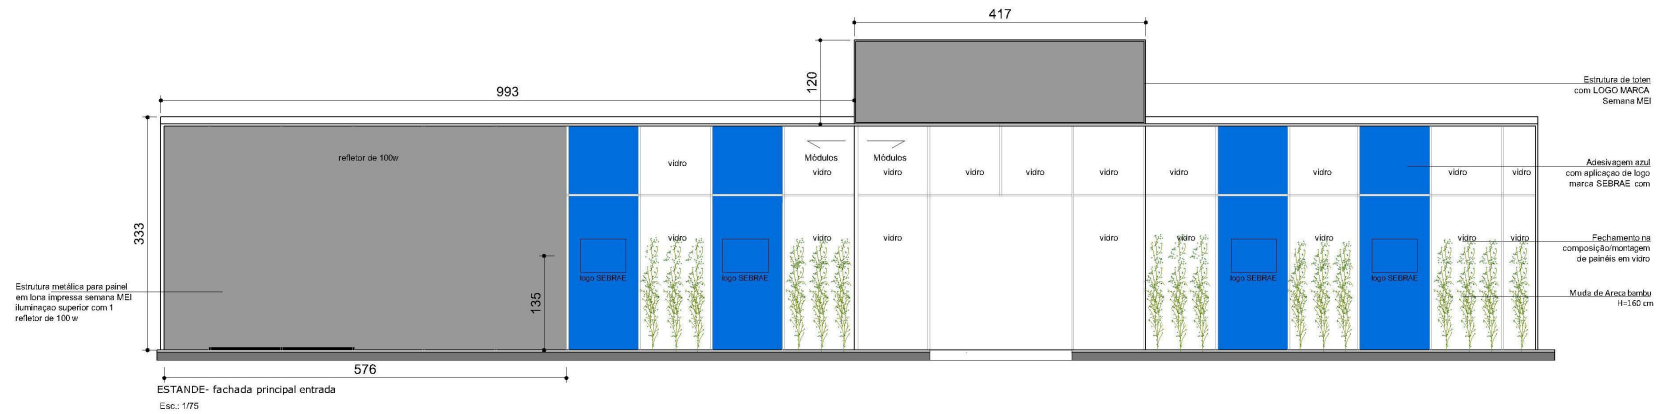 417
993
120
Estrutura de toten
com LOGO MARCA
Semana MEI
refletor de 100w
vidro
Módulos
vidro
Módulos
vidro
vidro
vidro
vidro
vidro
vidro
vidro
vidro
Adesivagem azul
com aplicaçao de logo
marca SEBRAE com
333
135
vidro
vidro
vidro
vidro
vidro
vidro
vidro
vidro
logo SEBRAE
logo SEBRAE
logo SEBRAE
logo SEBRAE
Fechamento na
composição/montagem
de painéis em vidro
Estrutura metálica para painel
em lona impressa semana MEI
iluminaçao superior com 1
refletor de 100 w
Muda de Areca bambu
H=160 cm
576
ESTANDE- fachada principal entrada
Esc.: 1/75